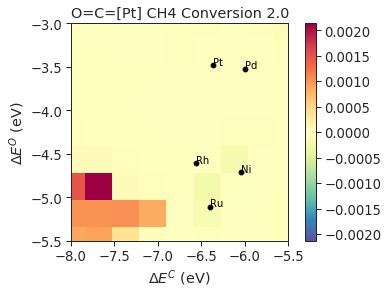 O=C=[Pt] CH4 Conversion 2.0
−3.0
−3.5
−4.0
−4.5
−5.0
−5.5
ΔE^O (eV)
Pt
Pd
Rh
Ni
Ru
−8.0 −7.5 −7.0 −6.5 −6.0 −5.5
ΔE^C (eV)
0.0020
0.0015
0.0010
0.0005
0.0000
−0.0005
−0.0010
−0.0015
−0.0020